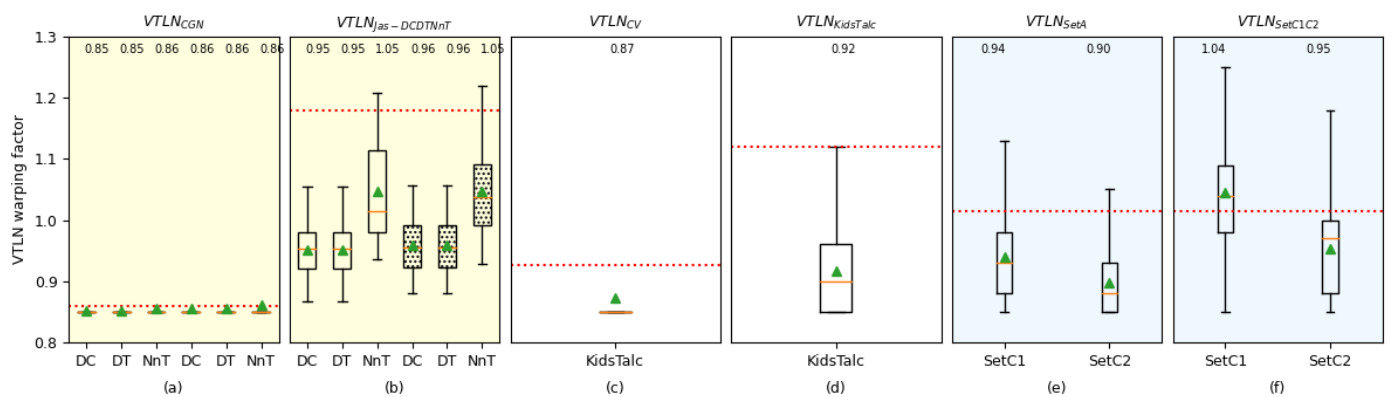 VTLN_CGN VTLN_Jas-DCDTNnT VTLN_CV VTLN_KidsTalc VTLN_SetA VTLN_SetC1C2
1.3 0.85 0.85 0.86 0.86 0.86 0.86 0.95 0.95 1.05 0.96 0.96 1.05 0.87 0.92 0.94 0.90 1.04 0.95
1.2
1.1
1.0
0.9
0.8
VTLN warping factor
DC DT NnT DC DT NnT DC DT NnT DC DT NnT KidsTalc KidsTalc SetC1 SetC2 SetC1 SetC2
(a) (b) (c) (d) (e) (f)